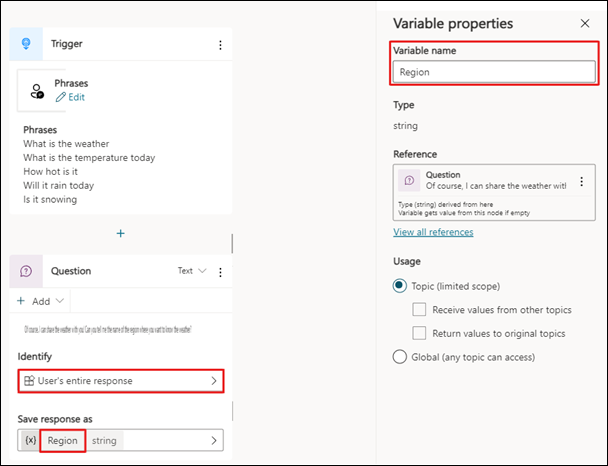 Trigger
Phrases
Edit
Phrases
What is the weather
What is the temperature today
How hot is it
Will it rain today
Is it snowing
Question
Text
Add
Of course, I can share the weather with you. Can you tell me the name of the region where you want to know the weather?
Identify
User's entire response
Save response as
{x} Region string
Variable properties
Variable name
Region
Type
string
Reference
Question
Of course, I can share the weather witl
Type (string) derived from here
Variable gets value from this node if empty
View all references
Usage
Topic (limited scope)
Receive values from other topics
Return values to original topics
Global (any topic can access)